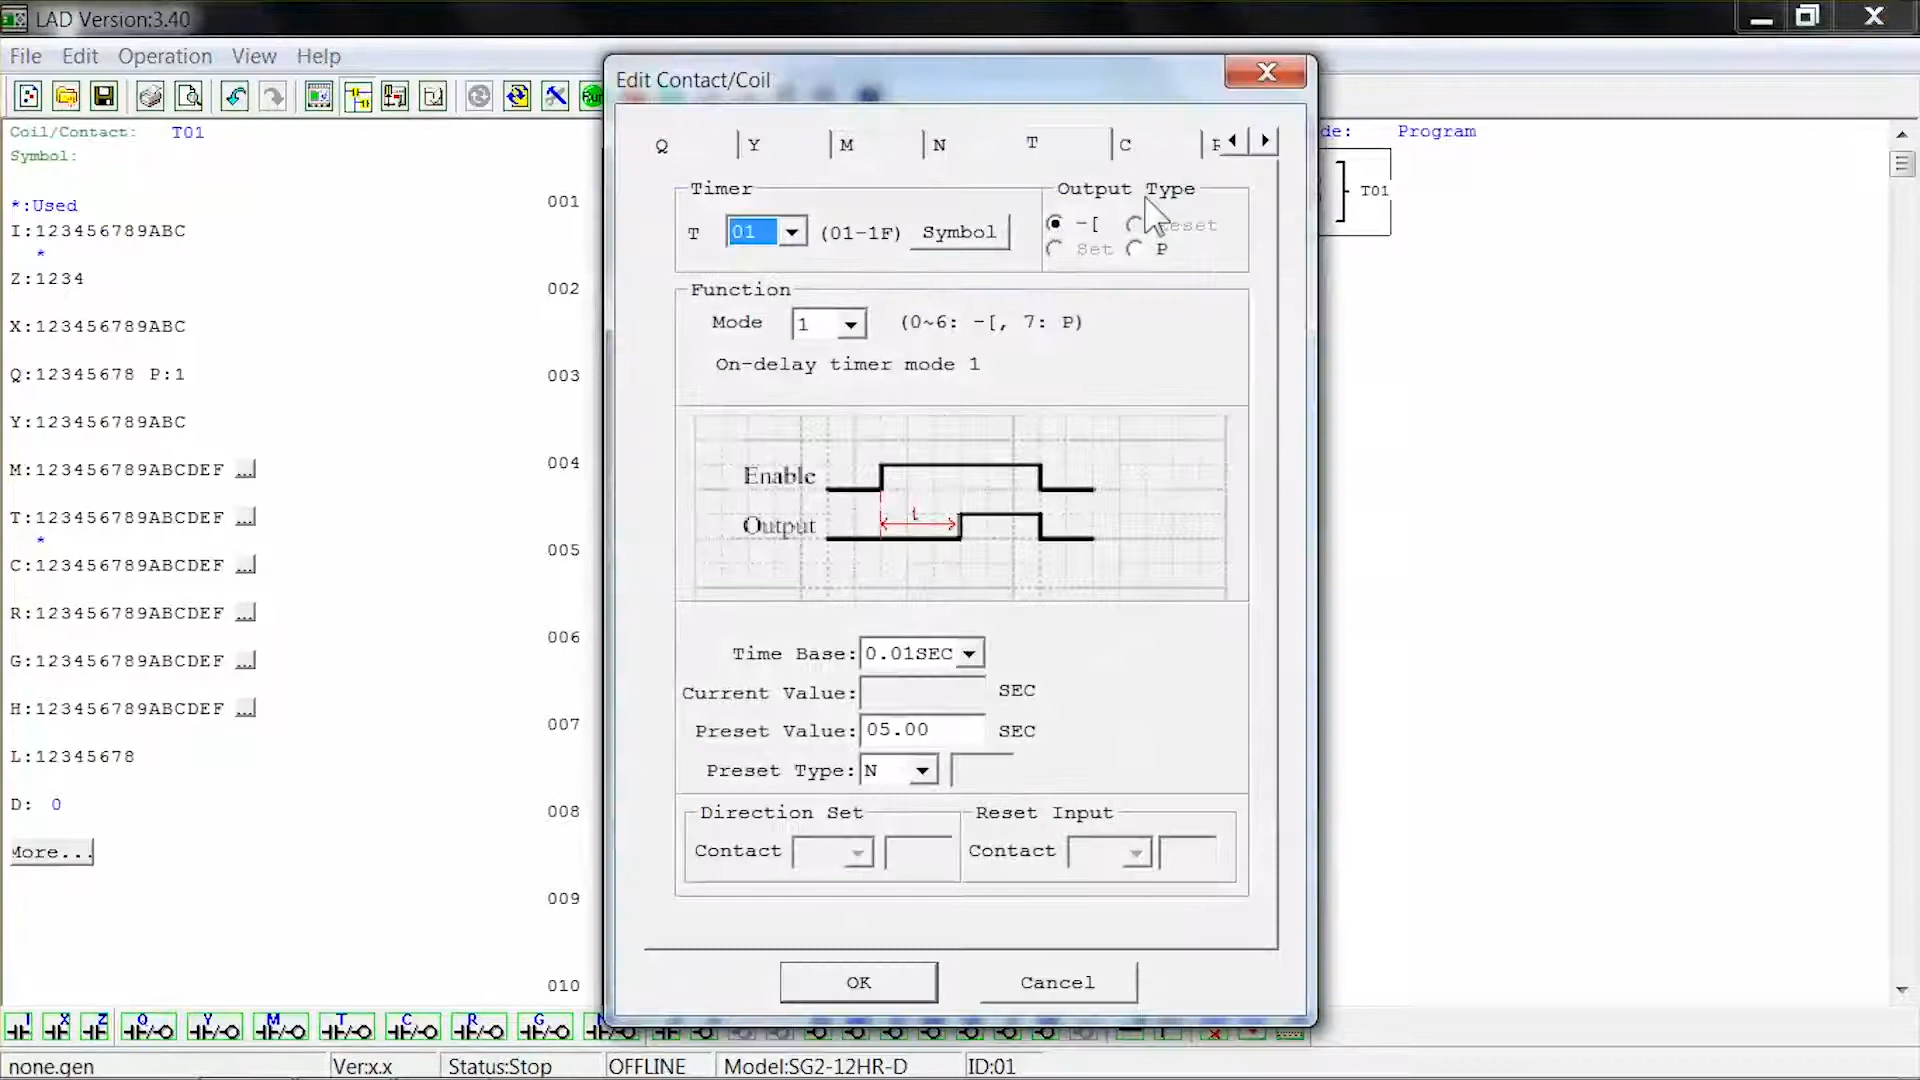 LAD Version:3.40
File Edit Operation View Help
Coil/Contact: T01
Symbol:
*:Used
I:123456789ABC
*
Z:1234
X:123456789ABC
Q:12345678 P:1
Y:123456789ABC
M:123456789ABCDEF ...
T:123456789ABCDEF ...
*
C:123456789ABCDEF ...
R:123456789ABCDEF ...
G:123456789ABCDEF ...
H:123456789ABCDEF ...
L:12345678
D: 0
More...
001
002
003
004
005
006
007
008
009
010
Edit Contact/Coil
Q Y M N T C
Timer
T 01 (01-1F) Symbol
Output Type
-[
Set P
Function
Mode 1 (0~6: -[, 7: P)
On-delay timer mode 1
Enable
Output
t
Time Base: 0.01SEC
Current Value: SEC
Preset Value: 05.00 SEC
Preset Type: N
Direction Set
Contact
Reset Input
Contact
OK Cancel
Program
T01
I X Z Q Y M T C R G
none.gen Ver:x.x Status:Stop OFFLINE Model:SG2-12HR-D ID:01